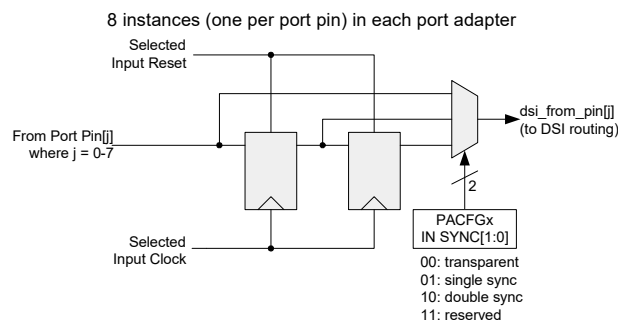 8 instances (one per port pin) in each port adapter
Selected
Input Reset
From Port Pin[j]
where j = 0-7
dsi_from_pin[j]
(to DSI routing)
2
Selected
Input Clock
PACFGx
IN SYNC[1:0]
00: transparent
01: single sync
10: double sync
11: reserved